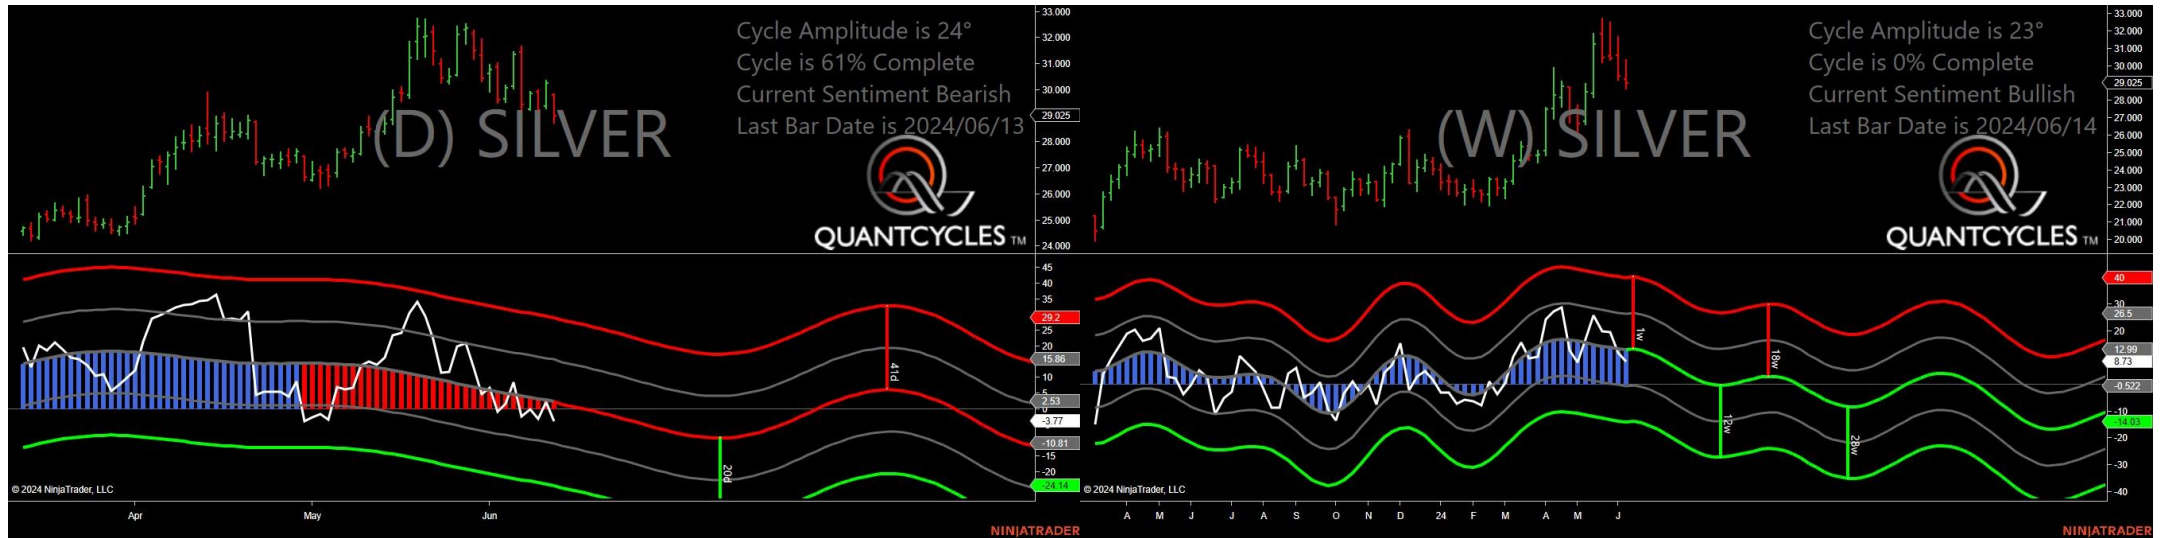 Cycle Amplitude is 24°
Cycle is 61% Complete
Current Sentiment Bearish
Last Bar Date is 2024/06/13
(D) SILVER
QUANTCYCLES TM
33.000
32.000
31.000
30.000
29.025
28.000
27.000
26.000
25.000
24.000
45
40
35
29.2
25
20
15.86
10
2.53
0
-3.77
-10.81
-15
-20
-24.14
41d
20d
© 2024 NinjaTrader, LLC
Apr
May
Jun
NINJATRADER
Cycle Amplitude is 23°
Cycle is 0% Complete
Current Sentiment Bullish
Last Bar Date is 2024/06/14
(W) SILVER
QUANTCYCLES TM
33.000
32.000
31.000
30.000
29.025
28.000
27.000
26.000
25.000
24.000
23.000
22.000
21.000
20.000
40
30
26.5
20
12.99
8.73
-0.522
-10
-14.03
-20
-30
-40
1w
18w
12w
28w
© 2024 NinjaTrader, LLC
A M J J A S O N D 24 F M A M J
NINJATRADER